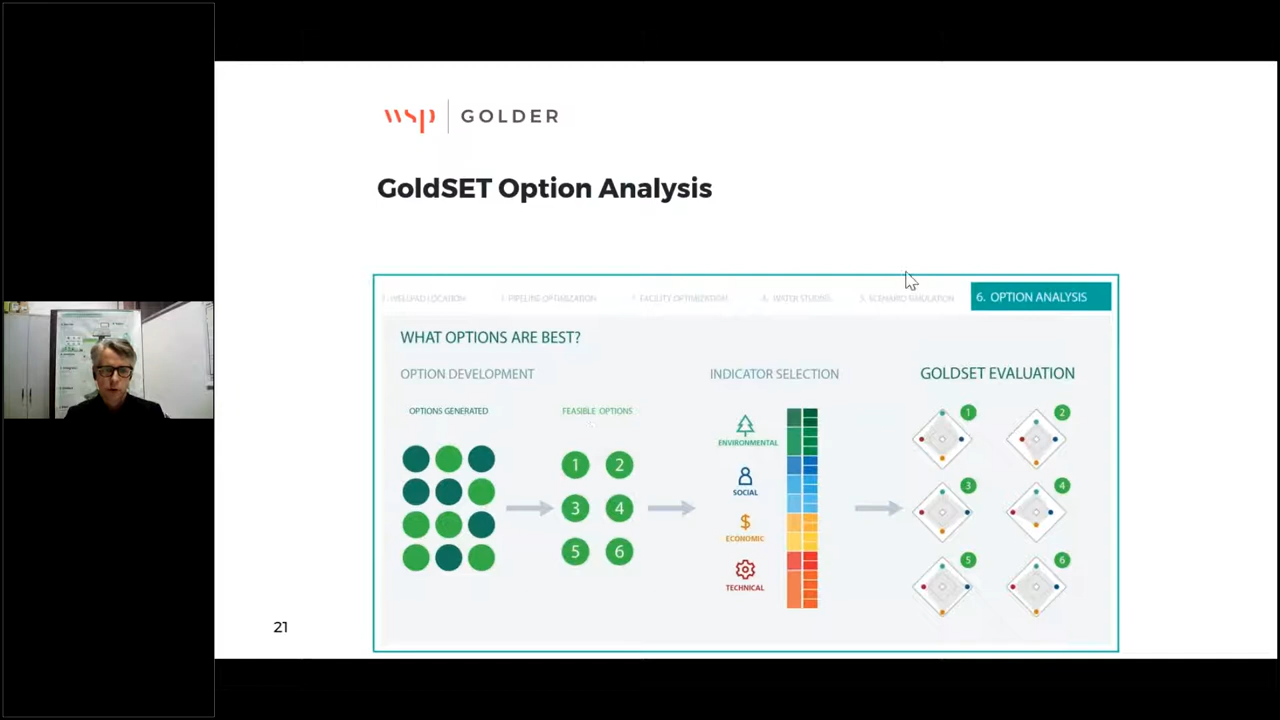 wsp | GOLDER
GoldSET Option Analysis
1. WELLPAD LOCATION
2. PIPELINE OPTIMIZATION
3. FACILITY OPTIMIZATION
4. WATER STUDIES
5. SCENARIO SIMULATION
6. OPTION ANALYSIS
WHAT OPTIONS ARE BEST?
OPTION DEVELOPMENT
INDICATOR SELECTION
GOLDSET EVALUATION
OPTIONS GENERATED
FEASIBLE OPTIONS
1 2
3 4
5 6
ENVIRONMENTAL
SOCIAL
$
ECONOMIC
TECHNICAL
1 2
3 4
5 6
21